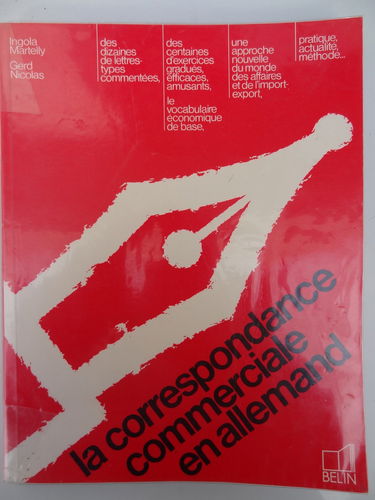 Ingola
Martelly
Gerd
Nicolas
des
dizaines
de lettres-
types
commentées,
des
centaines
d'exercices
gradués,
efficaces,
amusants,
le
vocabulaire
économique
de base,
une
approche
nouvelle
du monde
des affaires
et de l'import-
export,
pratique,
actualité,
méthode...
la correspondance
commerciale
en allemand
BELIN